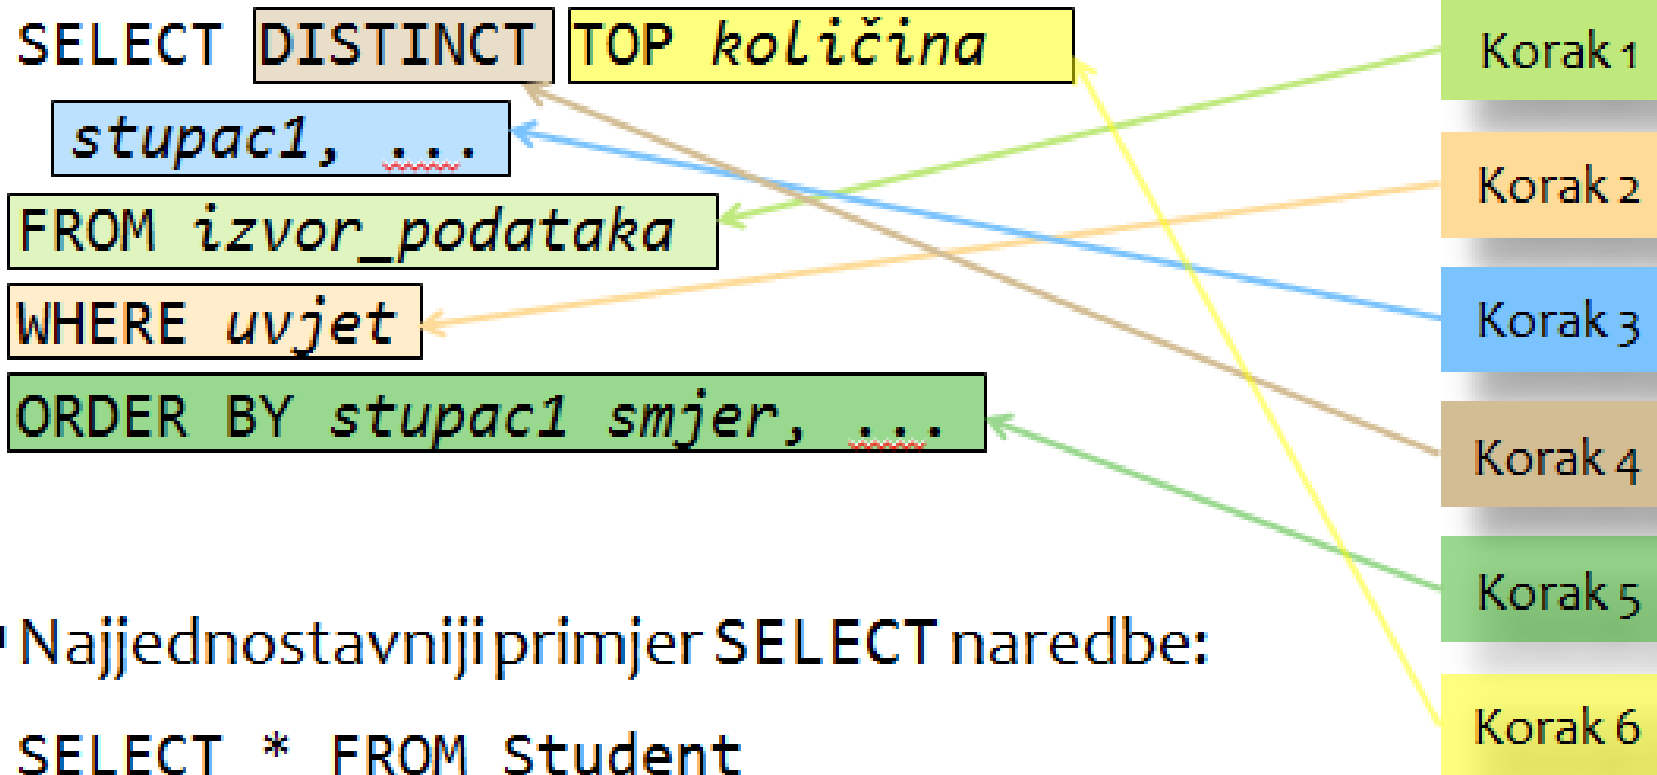 SELECT DISTINCT TOP količina
stupac1, ...
FROM izvor_podataka
WHERE uvjet
ORDER BY stupac1 smjer, ...
Korak 1
Korak 2
Korak 3
Korak 4
Korak 5
Korak 6
Najjednostavniji primjer SELECT naredbe:
SELECT * FROM Student